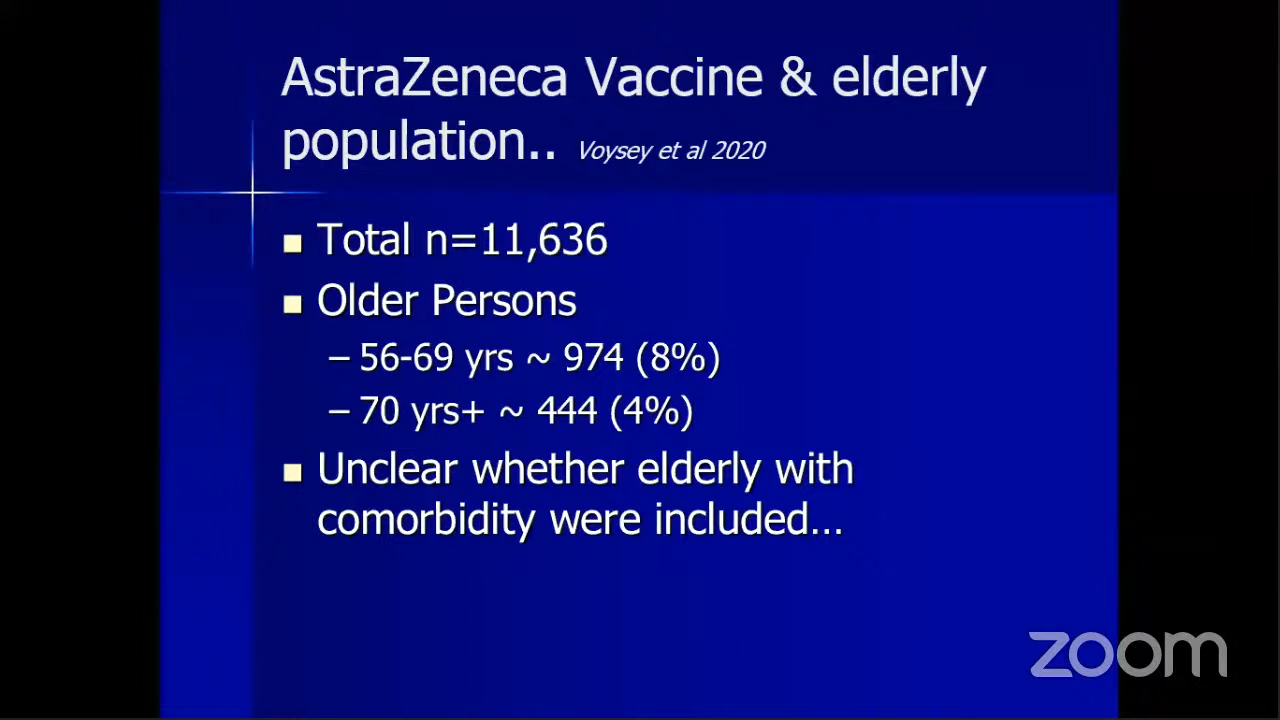 AstraZeneca Vaccine & elderly
population.. Voysey et al 2020
Total n=11,636
Older Persons
– 56-69 yrs ~ 974 (8%)
– 70 yrs+ ~ 444 (4%)
Unclear whether elderly with
comorbidity were included...
zoom